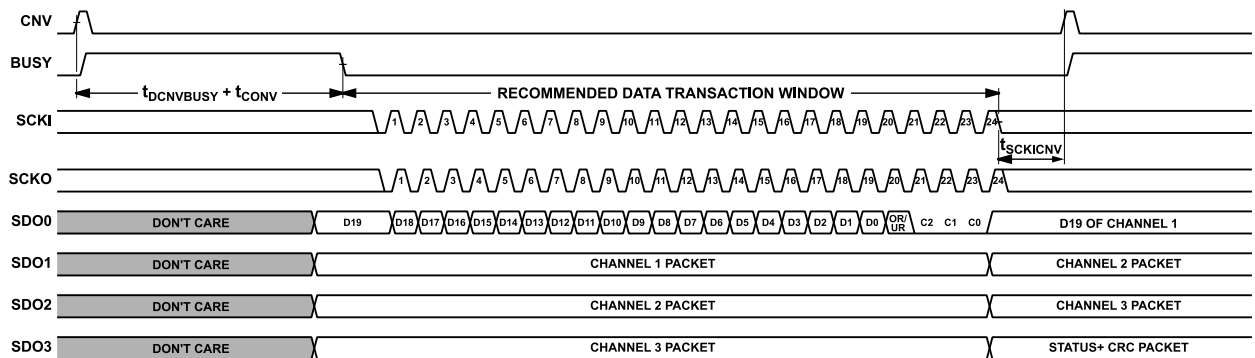 CNV
BUSY
tDCNVBUSY + tCONV
RECOMMENDED DATA TRANSACTION WINDOW
SCKI 1 2 3 4 5 6 7 8 9 10 11 12 13 14 15 16 17 18 19 20 21 22 23 24
tSCKICNV
SCKO 1 2 3 4 5 6 7 8 9 10 11 12 13 14 15 16 17 18 19 20 21 22 23 24
SDO0 DON'T CARE D19 D18 D17 D16 D15 D14 D13 D12 D11 D10 D9 D8 D7 D6 D5 D4 D3 D2 D1 D0 OR/UR C2 C1 C0 D19 OF CHANNEL 1
SDO1 DON'T CARE CHANNEL 1 PACKET CHANNEL 2 PACKET
SDO2 DON'T CARE CHANNEL 2 PACKET CHANNEL 3 PACKET
SDO3 DON'T CARE CHANNEL 3 PACKET STATUS+ CRC PACKET